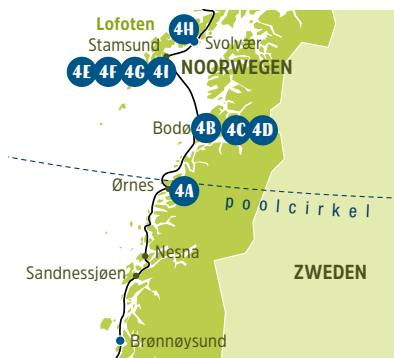 Lofoten
4H
Stamsund
Svolvær
4E 4F 4G 4I
NOORWEGEN
Bodø
4B 4C 4D
Ørnes
4A
poolcirkel
Nesna
Sandnessjøen
ZWEDEN
Brønnøysund